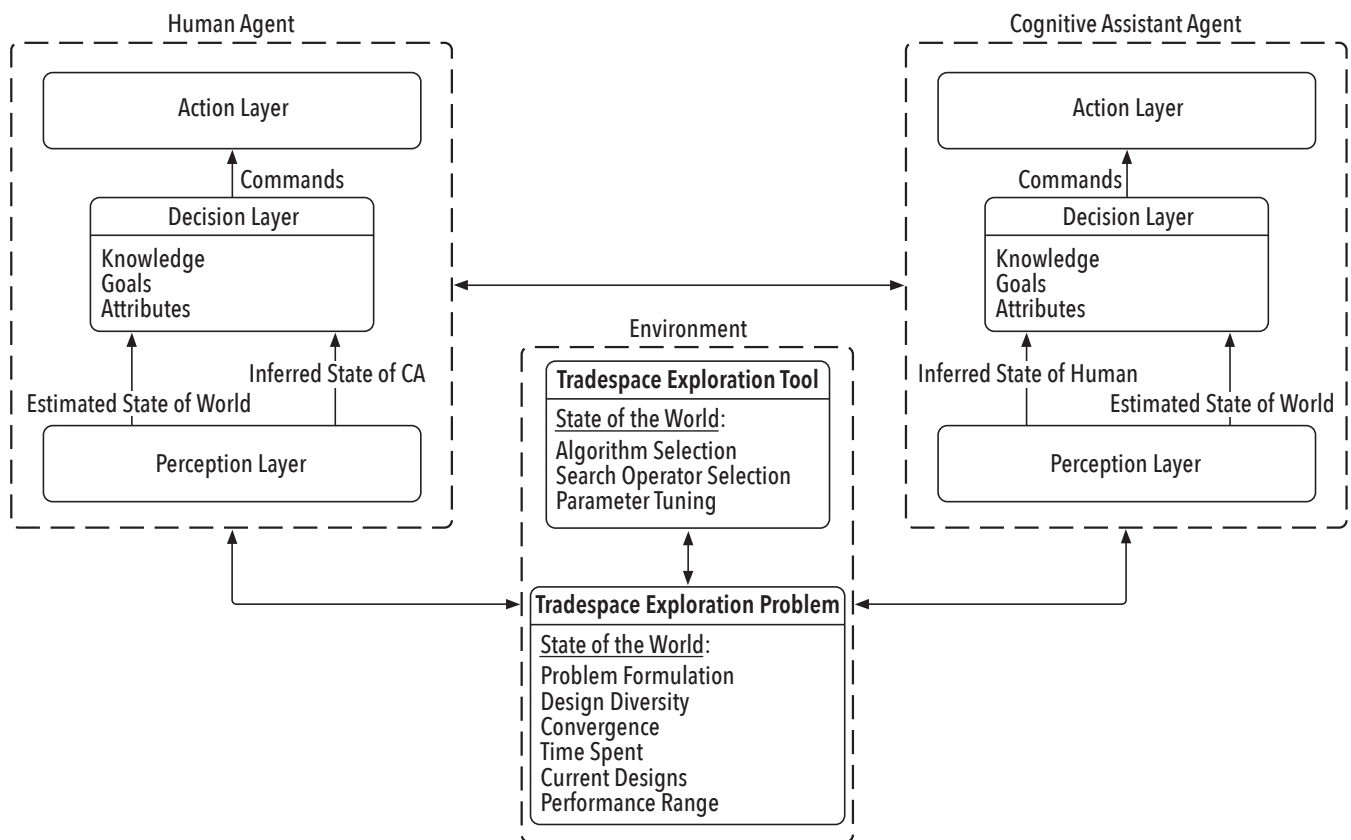 Human Agent
Action Layer
Commands
Decision Layer
Knowledge
Goals
Attributes
Inferred State of CA
Estimated State of World
Perception Layer
Environment
Tradespace Exploration Tool
State of the World:
Algorithm Selection
Search Operator Selection
Parameter Tuning
Tradespace Exploration Problem
State of the World:
Problem Formulation
Design Diversity
Convergence
Time Spent
Current Designs
Performance Range
Cognitive Assistant Agent
Action Layer
Commands
Decision Layer
Knowledge
Goals
Attributes
Inferred State of Human
Estimated State of World
Perception Layer